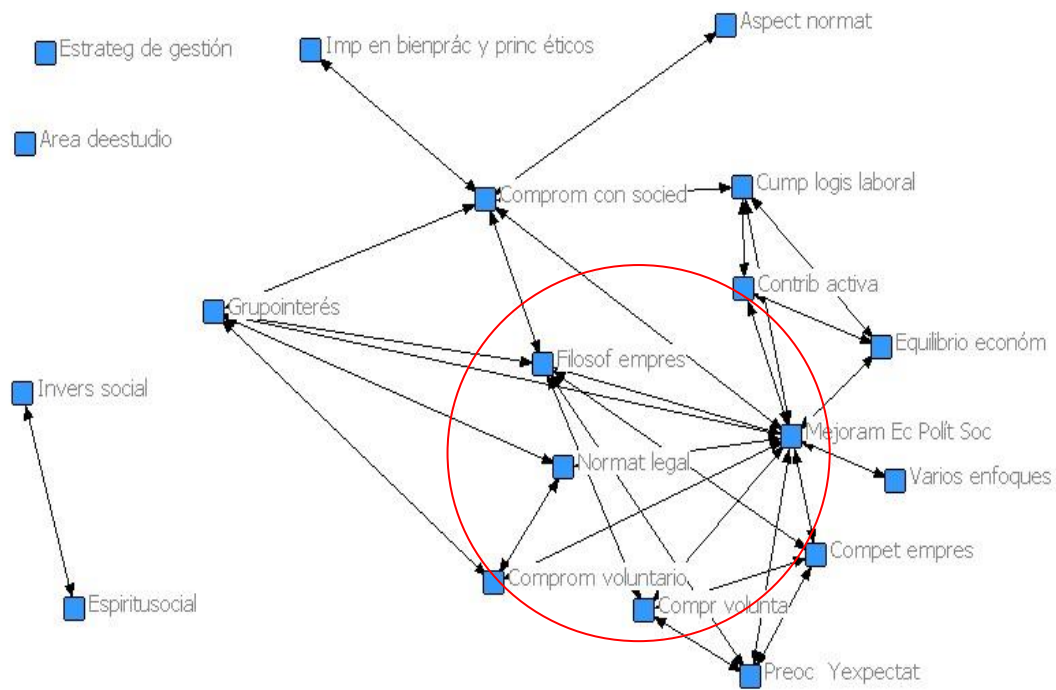 Aspect normat
Estrateg de gestión
Imp en bienprác y princ éticos
Area deestudio
Cump logis laboral
Comprom con socied
Contrib activa
Grupointerés
Equilibrio económ
Filosof empres
Invers social
Mejoram Ec Polít Soc
Normat legal
Varios enfoques
Compet empres
Comprom voluntario
Espiritusocial
Compr volunta
Preoc Yexpectat